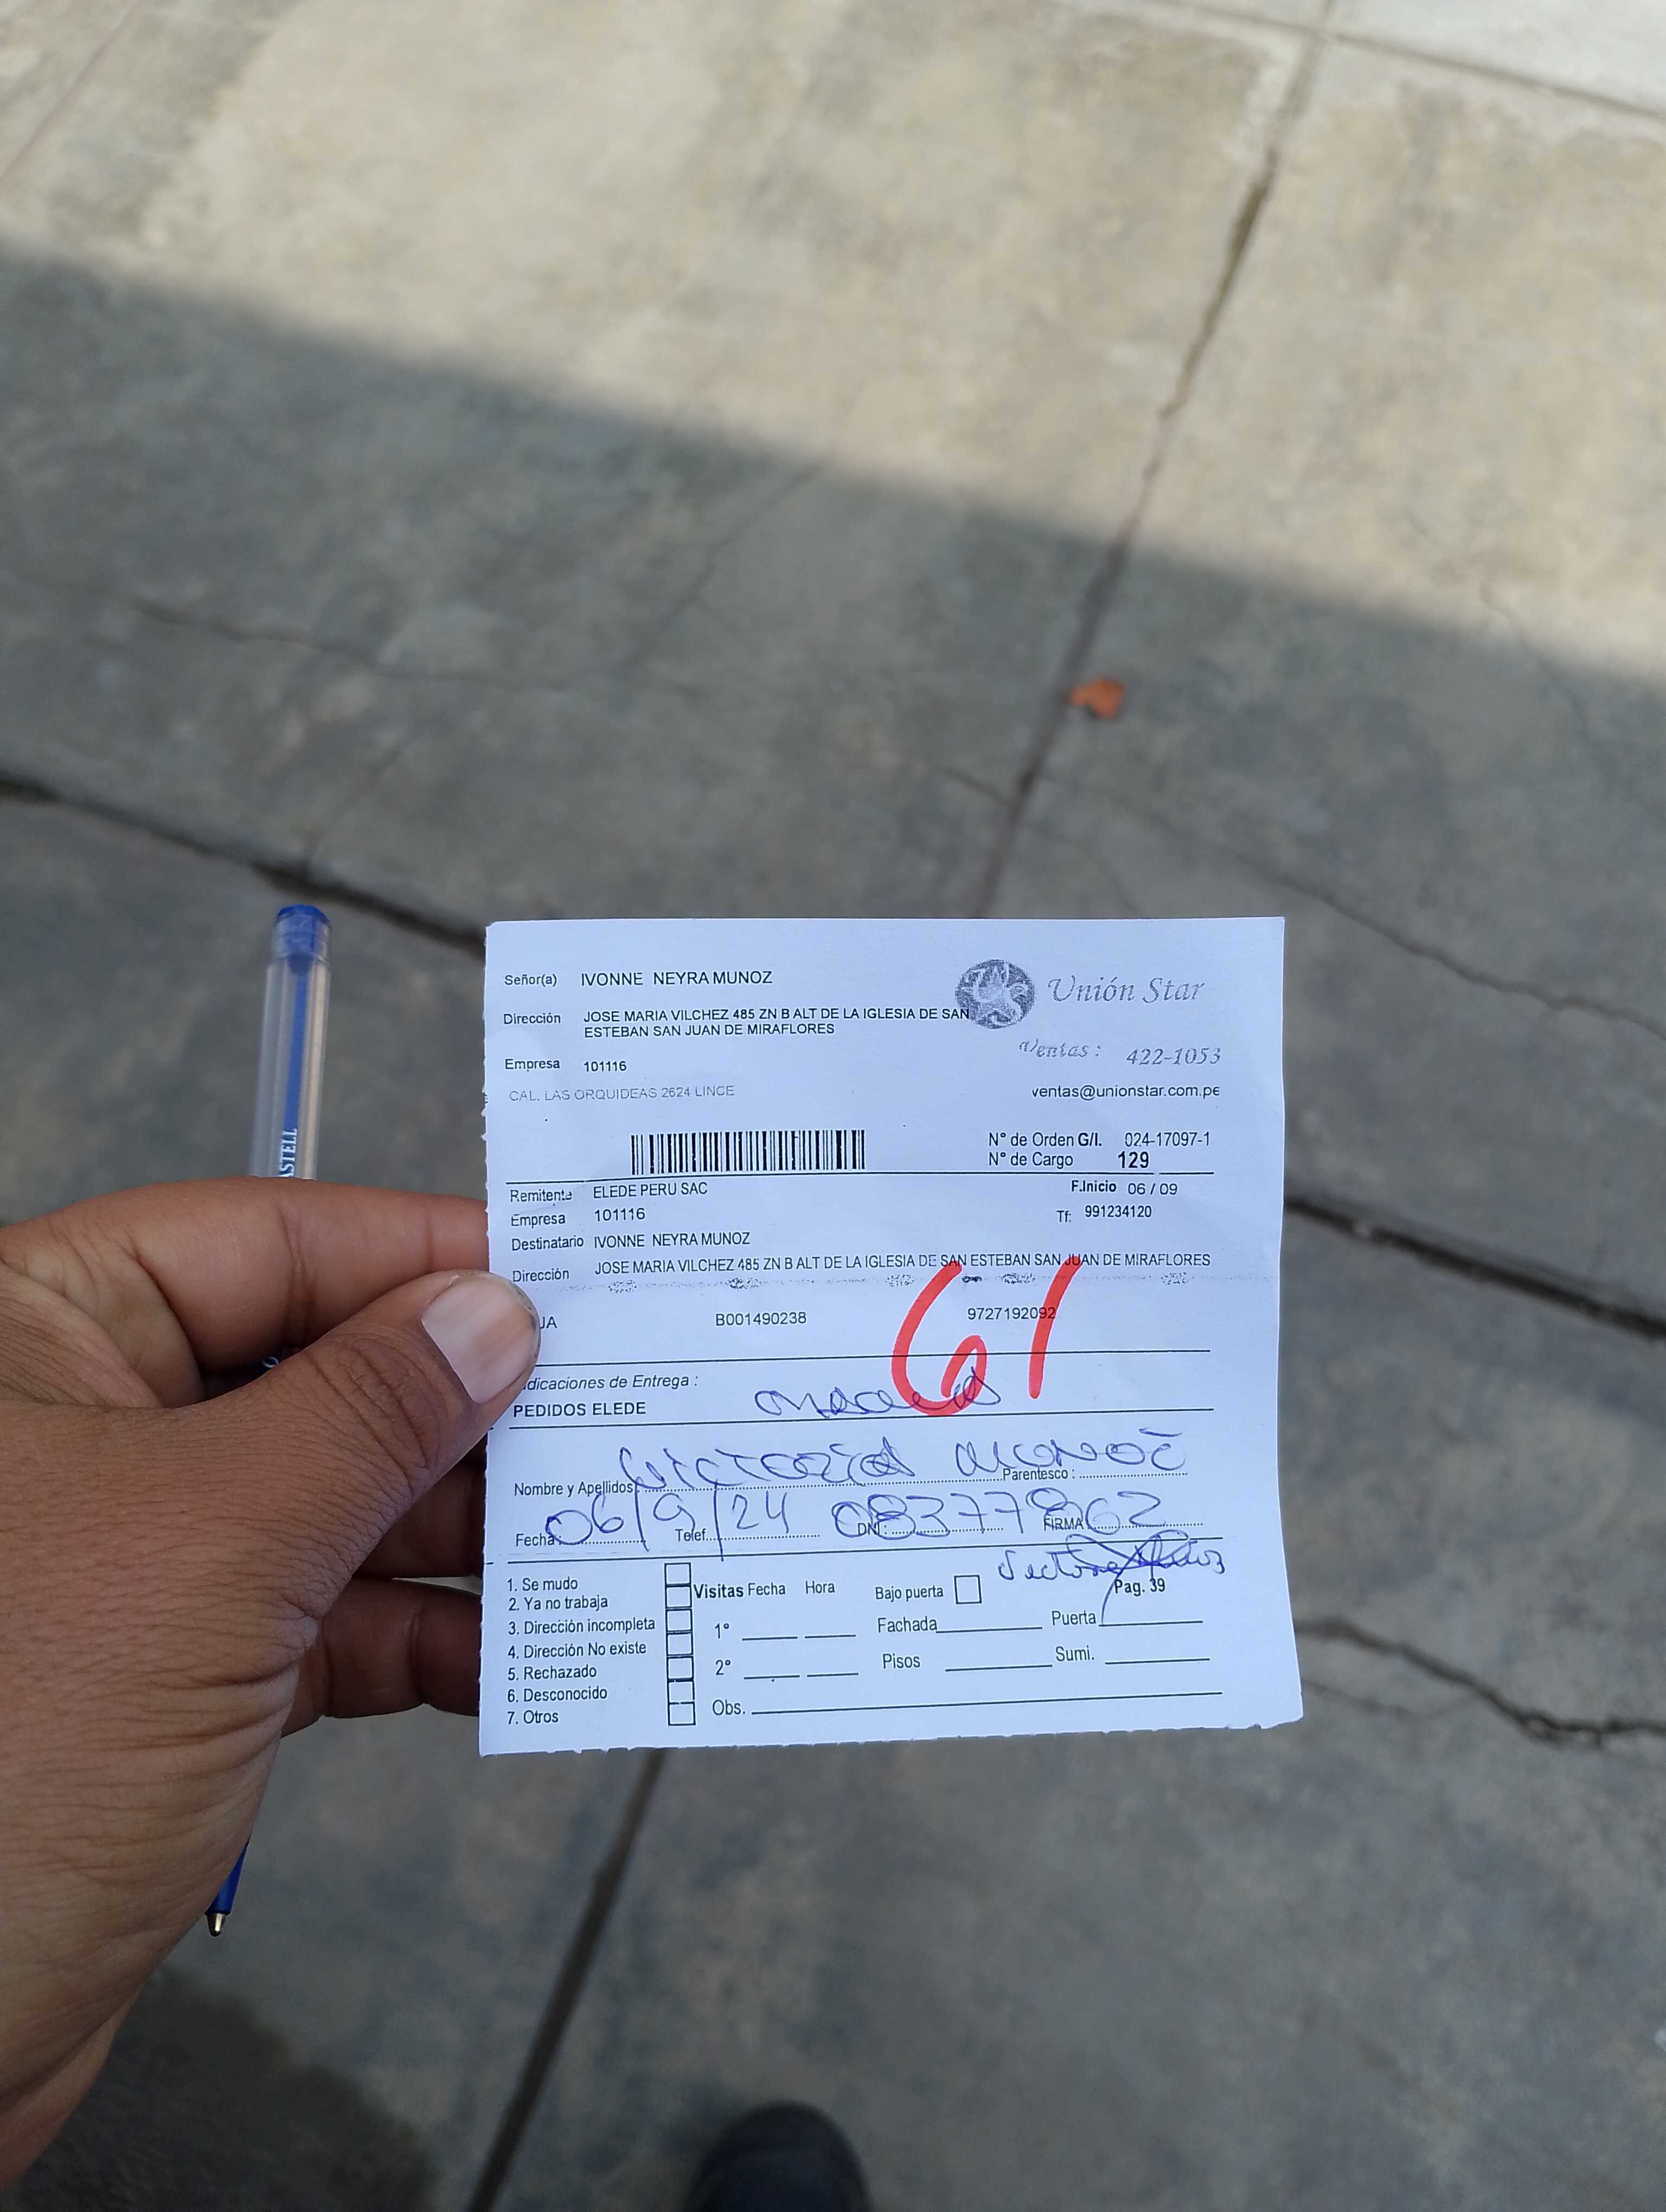 Señor(a) IVONNE NEYRA MUNOZ
Unión Star
Dirección JOSE MARIA VILCHEZ 485 ZN B ALT DE LA IGLESIA DE SAN
ESTEBAN SAN JUAN DE MIRAFLORES
Ventas : 422-1053
Empresa 101116
CAL. LAS ORQUIDEAS 2624 LINCE
ventas@unionstar.com.pe
N° de Orden G/I. 024-17097-1
N° de Cargo 129
Remitente ELEDE PERU SAC
F.Inicio 06 / 09
Empresa 101116
Tf: 991234120
Destinatario IVONNE NEYRA MUNOZ
Dirección JOSE MARIA VILCHEZ 485 ZN B ALT DE LA IGLESIA DE SAN ESTEBAN SAN JUAN DE MIRAFLORES
61
JA B001490238 9727192092
dicaciones de Entrega :
PEDIDOS ELEDE
Nombre y Apellidos Victoria Parentesco :
Fecha: 06/9/24 Telef. DNI: 08377862 FIRMA
1. Se mudo
2. Ya no trabaja
3. Dirección incompleta
4. Dirección No existe
5. Rechazado
6. Desconocido
7. Otros
Visitas Fecha Hora
1°
2°
Obs.
Bajo puerta
Pag. 39
Fachada Puerta
Pisos Sumi.
ASTELL